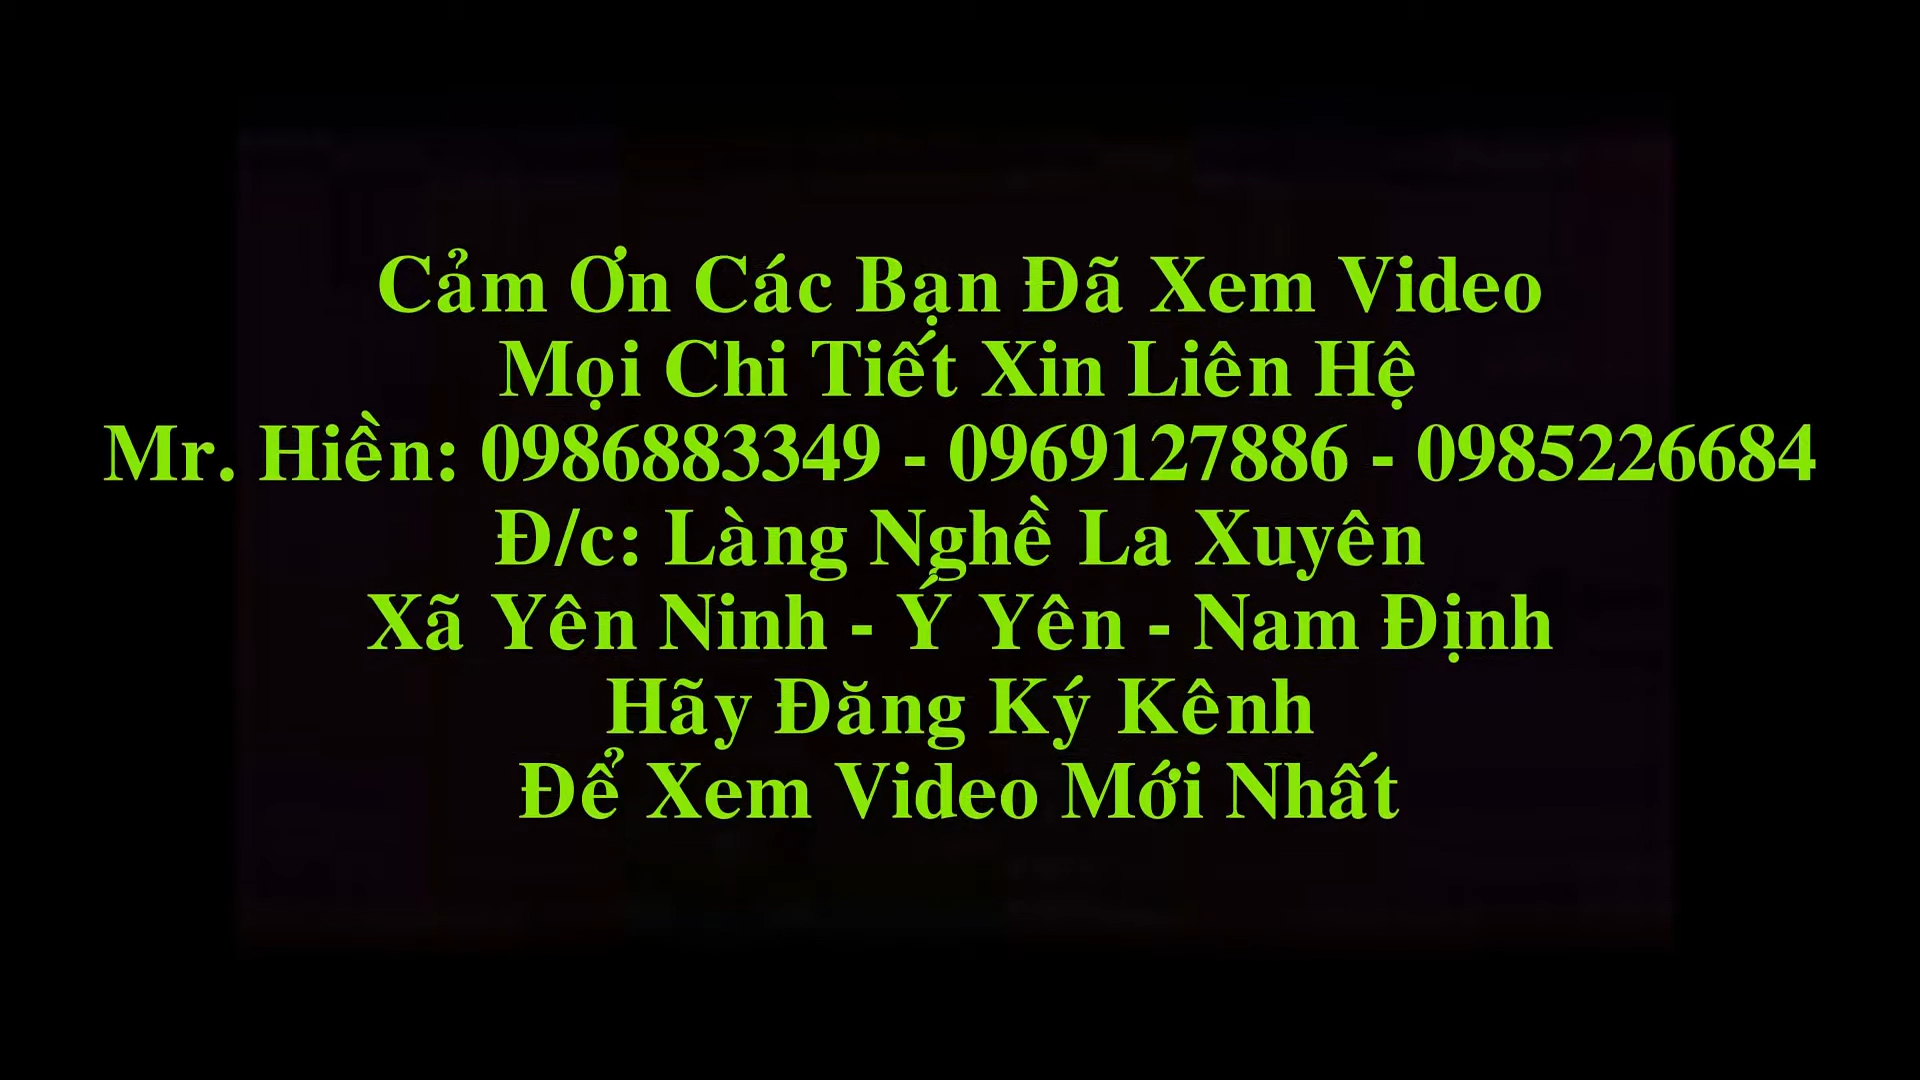 Cảm Ơn Các Bạn Đã Xem Video
Mọi Chi Tiết Xin Liên Hệ
Mr. Hiền: 0986883349 - 0969127886 - 0985226684
Đ/c: Làng Nghề La Xuyên
Xã Yên Ninh - Ý Yên - Nam Định
Hãy Đăng Ký Kênh
Để Xem Video Mới Nhất